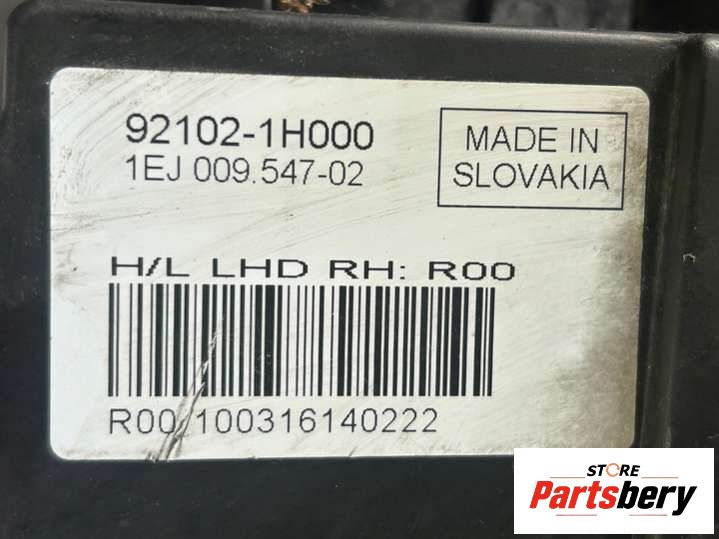 92102-1H000
1EJ 009.547-02
MADE IN
SLOVAKIA
H/L LHD RH: R00
R00 100316140222
STORE
Partsbery